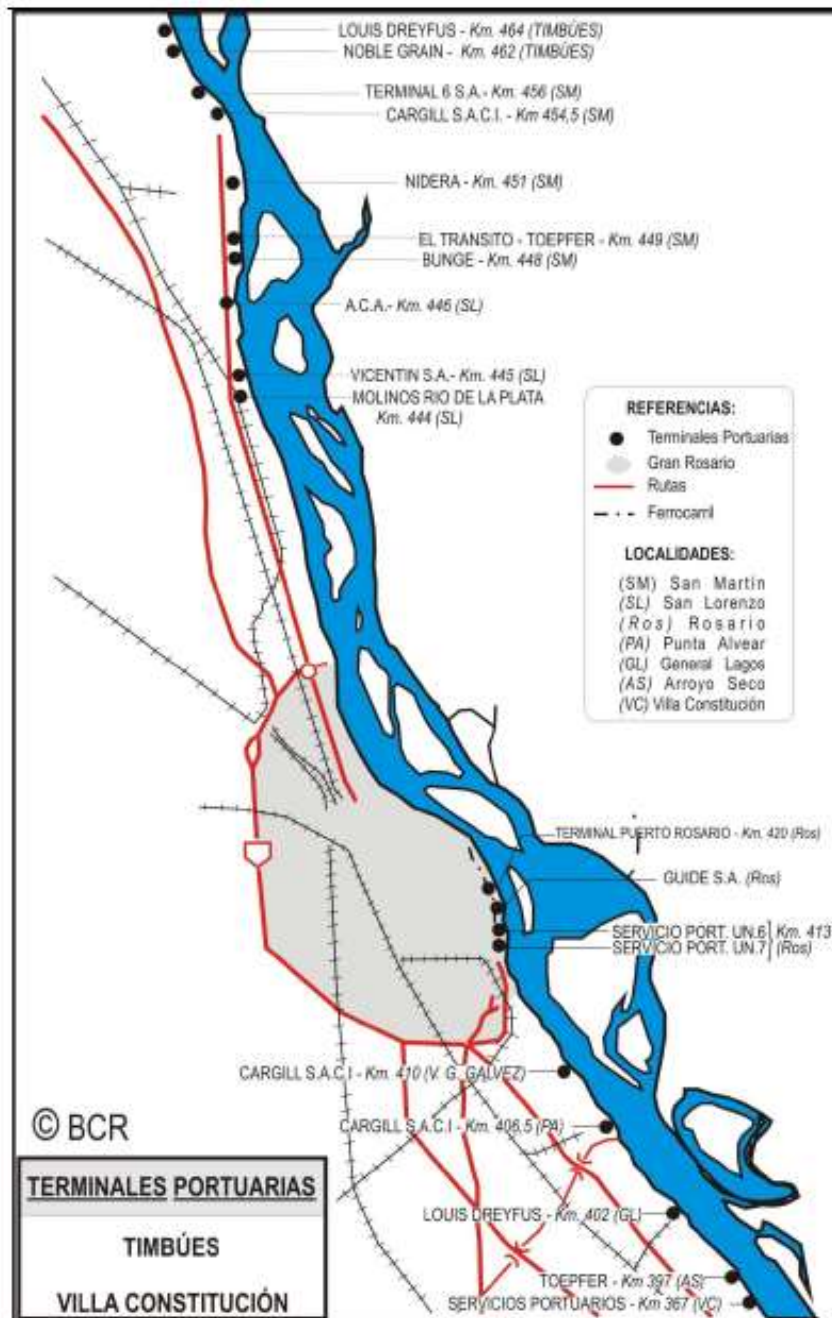 LOUIS DREYFUS - Km. 464 (TIMBÚES)
NOBLE GRAIN - Km. 462 (TIMBÚES)
TERMINAL 6 S.A.- Km. 456 (SM)
CARGILL S.A.C.I. - Km 454,5 (SM)
NIDERA - Km. 451 (SM)
EL TRANSITO - TOEPFER - Km. 449 (SM)
BUNGE - Km. 448 (SM)
A.C.A.- Km. 446 (SL)
VICENTIN S.A.- Km. 445 (SL)
MOLINOS RIO DE LA PLATA
Km. 444 (SL)
REFERENCIAS:
Terminales Portuarias
Gran Rosario
Rutas
Ferrocarril
LOCALIDADES:
(SM) San Martín
(SL) San Lorenzo
(Ros) Rosario
(PA) Punta Alvear
(GL) General Lagos
(AS) Arroyo Seco
(VC) Villa Constitución
TERMINAL PUERTO ROSARIO - Km. 420 (Ros)
GUIDE S.A. (Ros)
SERVICIO PORT. UN.6 Km. 413
SERVICIO PORT. UN.7 (Ros)
CARGILL S.A.C.I - Km. 410 (V. G. GALVEZ)
CARGILL S.A.C.I - Km. 406,5 (PA)
LOUIS DREYFUS - Km. 402 (GL)
TOEPFER - Km 397 (AS)
SERVICIOS PORTUARIOS - Km 367 (VC)
© BCR
TERMINALES PORTUARIAS
TIMBÚES
VILLA CONSTITUCIÓN